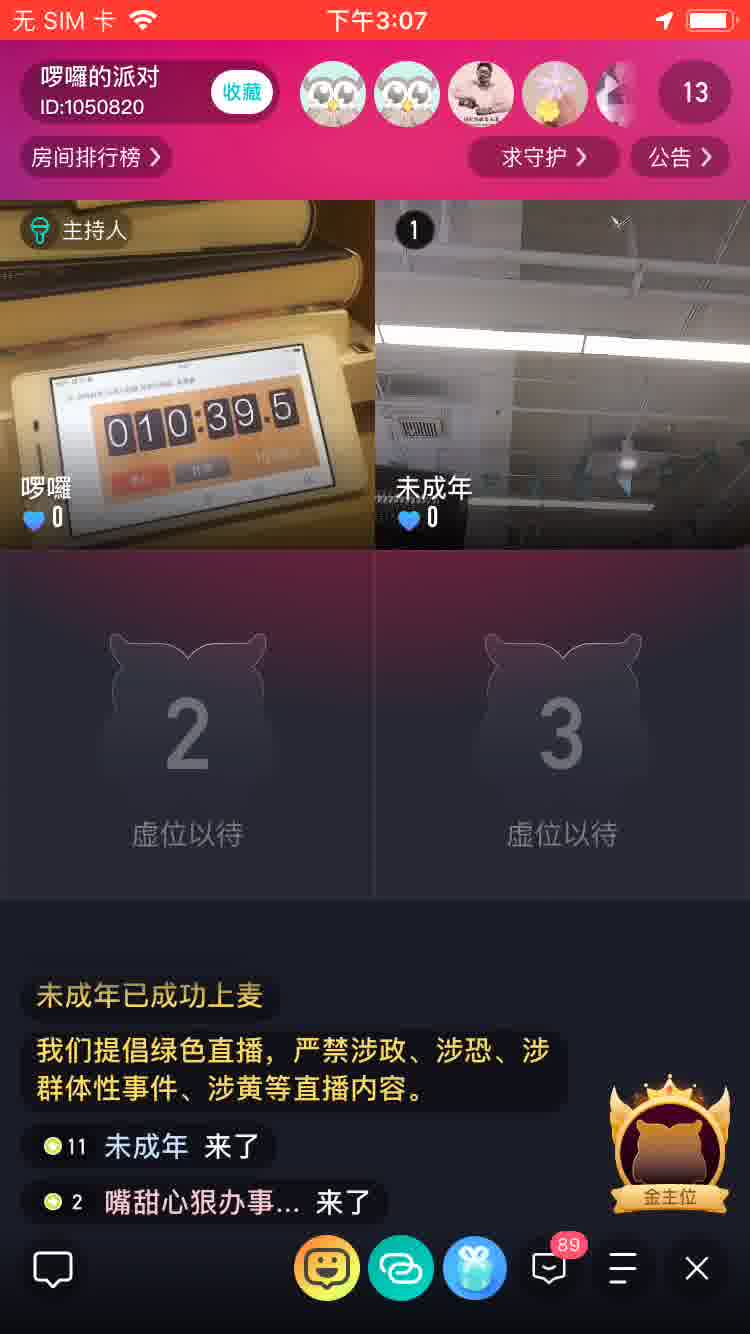 无 SIM 卡
下午3:07
啰囉的派对
ID:1050820
收藏
13
房间排行榜
求守护
公告
主持人
1
010:39.5
啰囉
0
未成年
0
2
虚位以待
3
虚位以待
未成年已成功上麦
我们提倡绿色直播，严禁涉政、涉恐、涉
群体性事件、涉黄等直播内容。
11 未成年 来了
2 嘴甜心狠办事... 来了
金主位
89